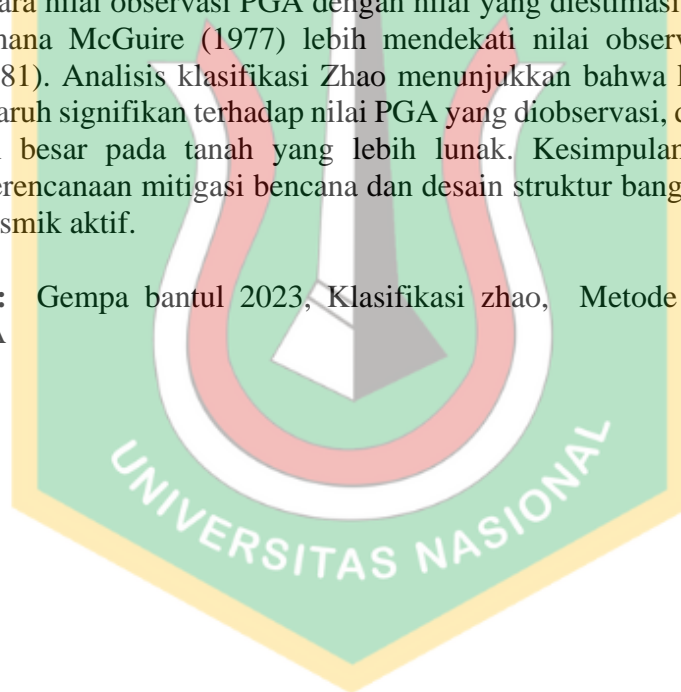 ara nilai observasi PGA dengan nilai yang diestimasi
mana McGuire (1977) lebih mendekati nilai observ
81). Analisis klasifikasi Zhao menunjukkan bahwa
aruh signifikan terhadap nilai PGA yang diobservasi,
besar pada tanah yang lebih lunak. Kesimpulan
erencanaan mitigasi bencana dan desain struktur bang
smik aktif.
: Gempa bantul 2023, Klasifikasi zhao, Metode
UNIVERSITAS NASIONAL